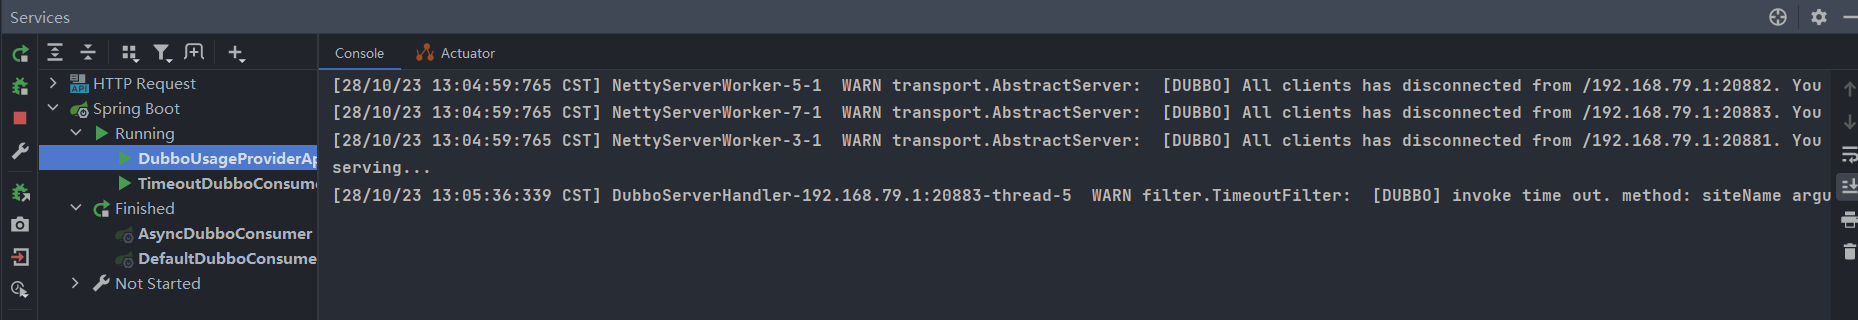 Services
Console
Actuator
HTTP Request
API
Spring Boot
Running
DubboUsageProviderAp
TimeoutDubboConsume
Finished
AsyncDubboConsumer
DefaultDubboConsume
Not Started
[28/10/23 13:04:59:765 CST] NettyServerWorker-5-1  WARN transport.AbstractServer:  [DUBBO] All clients has disconnected from /192.168.79.1:20882. You
[28/10/23 13:04:59:765 CST] NettyServerWorker-7-1  WARN transport.AbstractServer:  [DUBBO] All clients has disconnected from /192.168.79.1:20883. You
[28/10/23 13:04:59:765 CST] NettyServerWorker-3-1  WARN transport.AbstractServer:  [DUBBO] All clients has disconnected from /192.168.79.1:20881. You
serving...
[28/10/23 13:05:36:339 CST] DubboServerHandler-192.168.79.1:20883-thread-5  WARN filter.TimeoutFilter:  [DUBBO] invoke time out. method: siteName argu